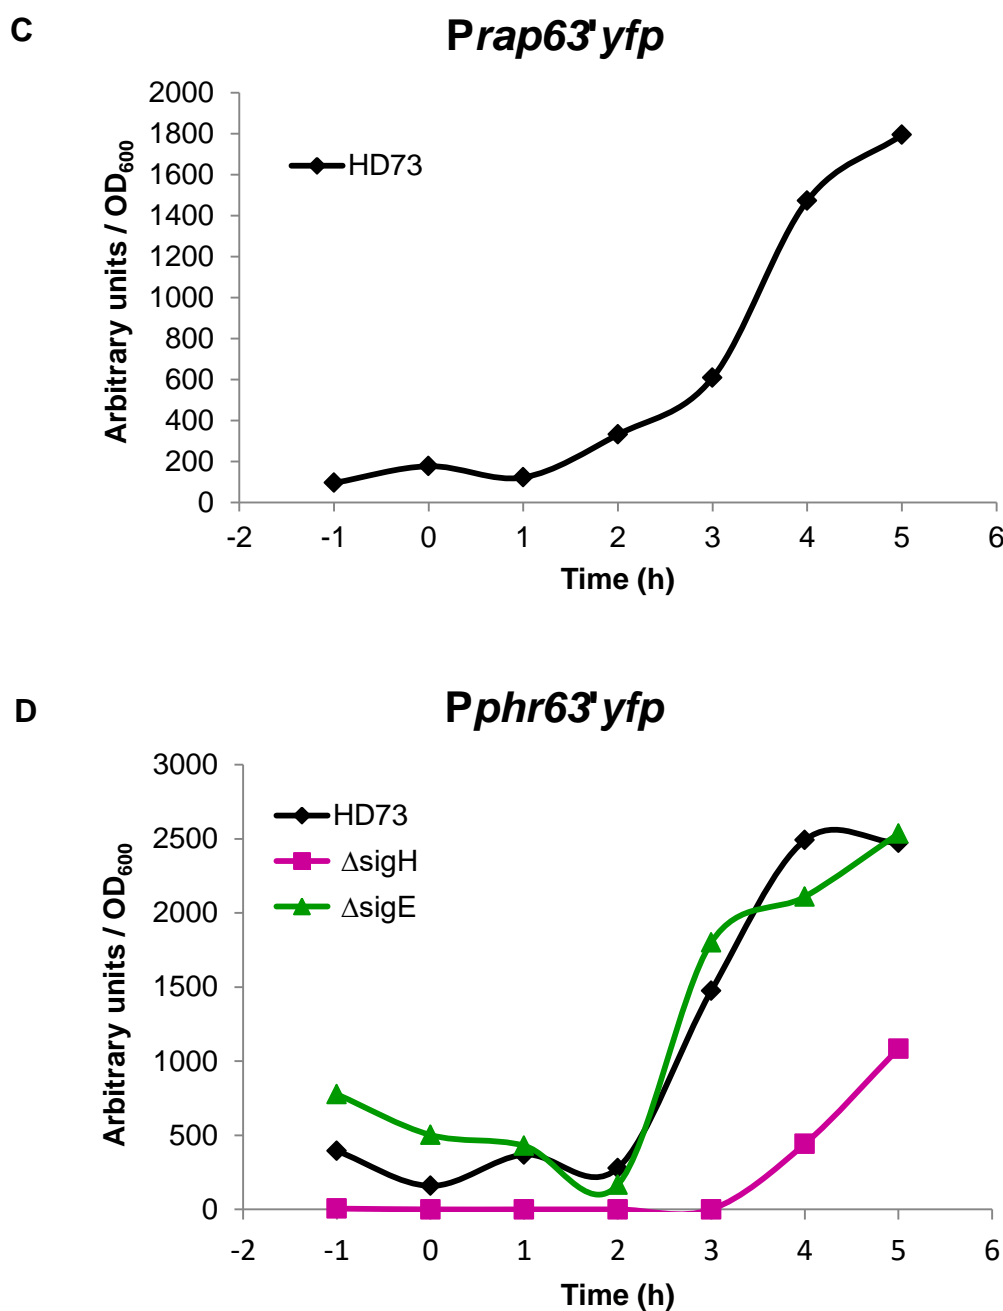 C
Prap63'yfp
2000
1800
1600
1400
1200
1000
800
600
400
200
0
HD73
Arbitrary units / OD600
-2 -1 0 1 2 3 4 5 6
Time (h)
D
Pphr63'yfp
3000
2500
2000
1500
1000
500
0
HD73
ΔsigH
ΔsigE
Arbitrary units / OD600
-2 -1 0 1 2 3 4 5 6
Time (h)